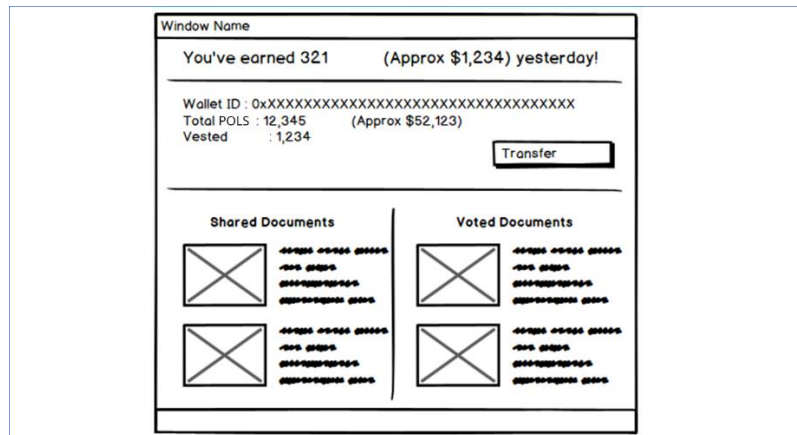 Window Name
You've earned 321 (Approx $1,234) yesterday!
Wallet ID : 0xXXXXXXXXXXXXXXXXXXXXXXXXXXXXXXXXXXXX
Total POLS : 12,345 (Approx $52,123)
Vested : 1,234
Transfer
Shared Documents
Voted Documents